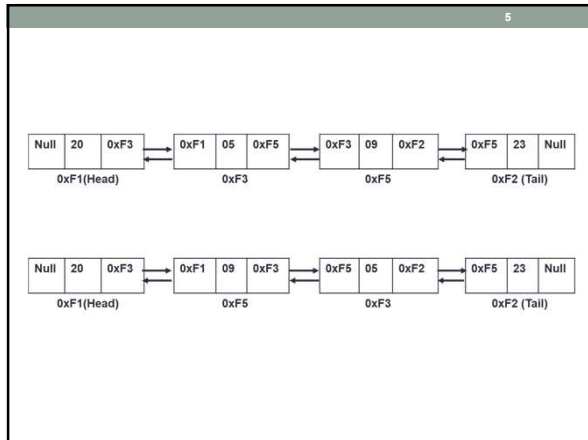 5
Null 20 0xF3 0xF1 05 0xF5 0xF3 09 0xF2 0xF5 23 Null
0xF1(Head) 0xF3 0xF5 0xF2 (Tail)
Null 20 0xF3 0xF1 09 0xF3 0xF5 05 0xF2 0xF5 23 Null
0xF1(Head) 0xF5 0xF3 0xF2 (Tail)